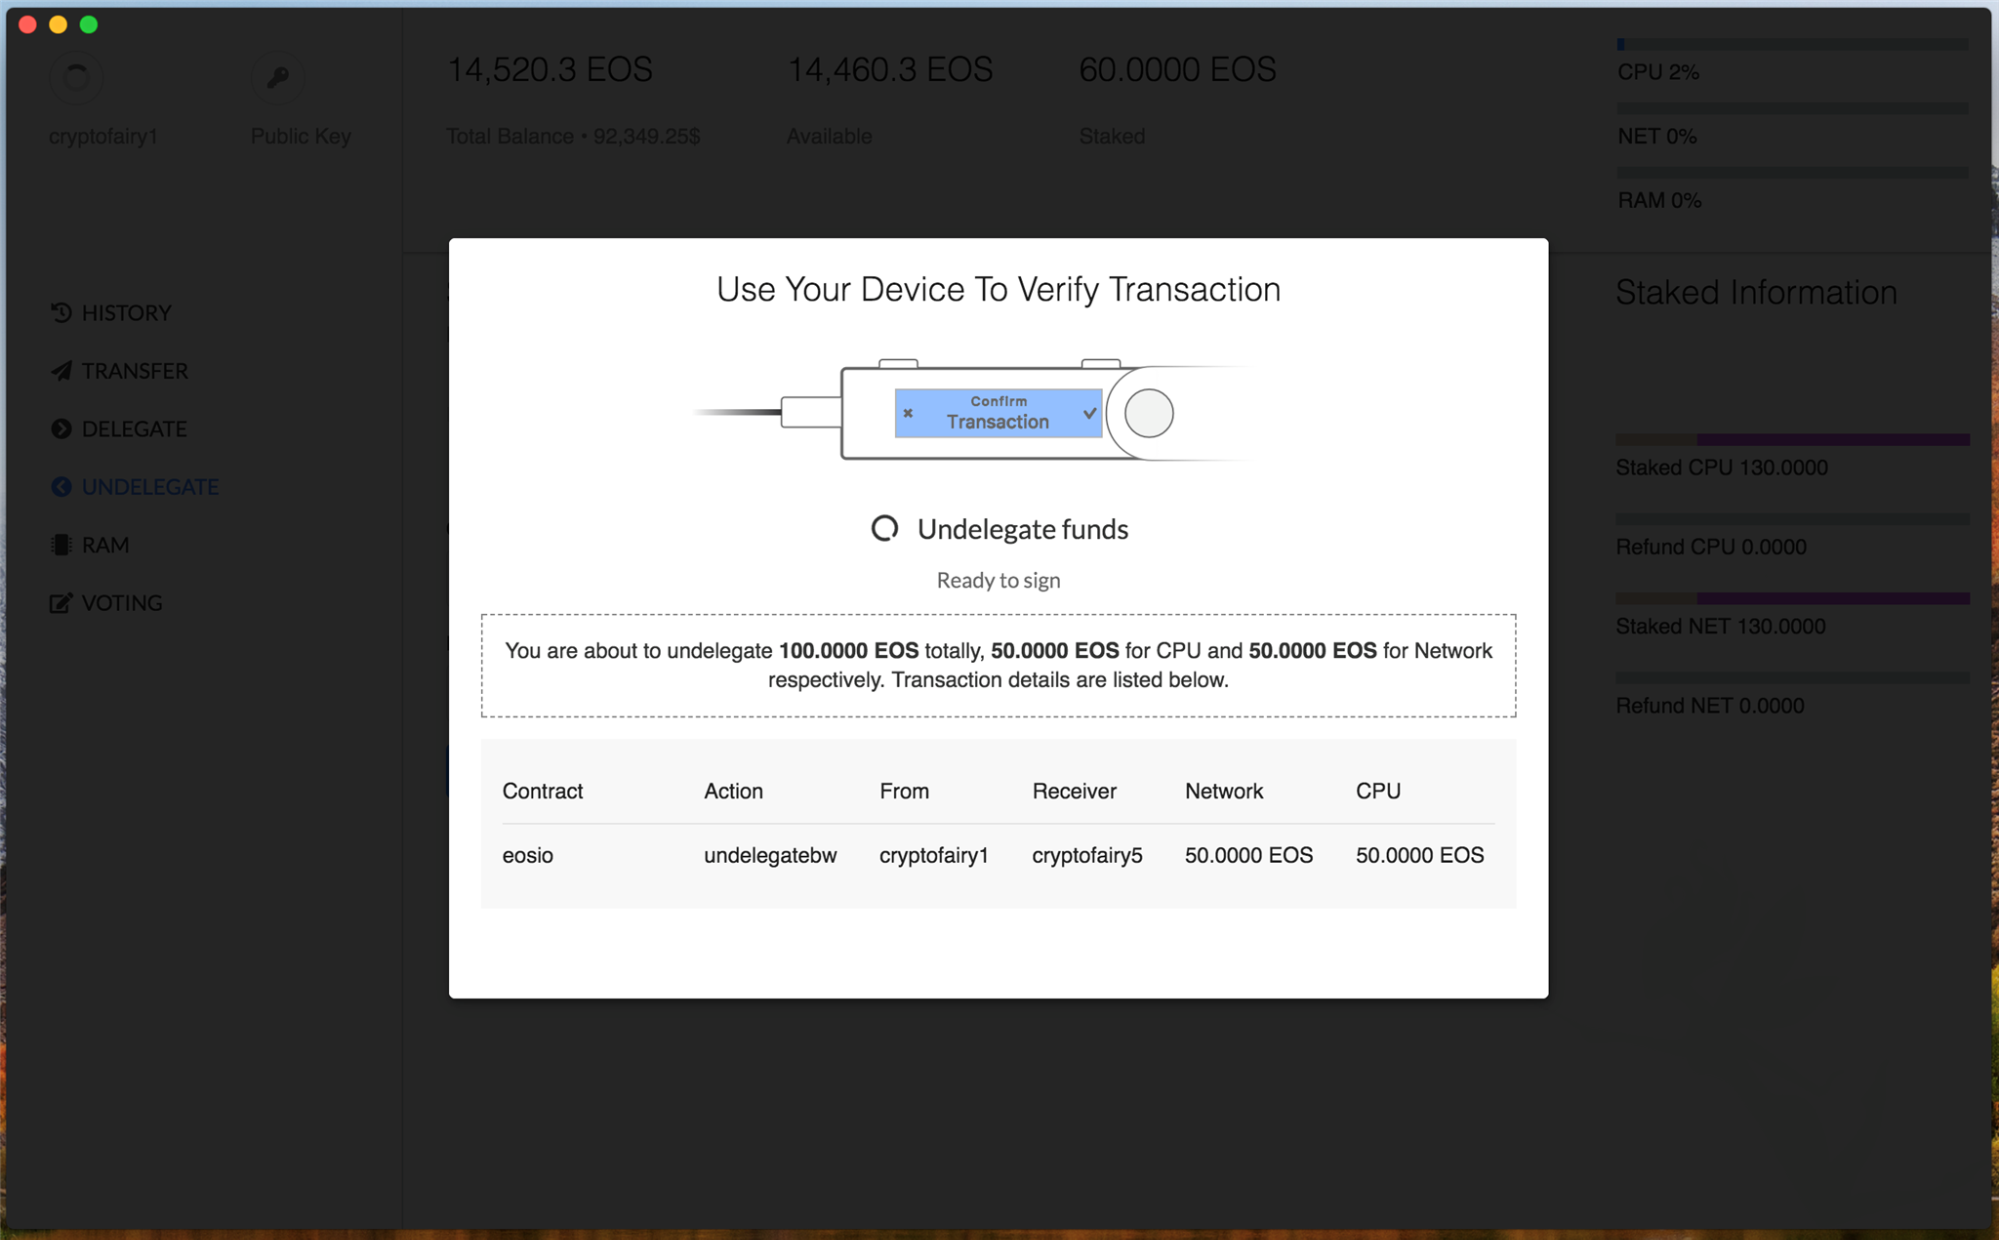 14,520.3 EOS
14,460.3 EOS
60.0000 EOS
CPU 2%
cryptofairy1
Public Key
Total Balance • 92,349.25$
Available
Staked
NET 0%
RAM 0%
HISTORY
TRANSFER
DELEGATE
UNDELEGATE
RAM
VOTING
Use Your Device To Verify Transaction
Confirm
Transaction
Undelegate funds
Ready to sign
You are about to undelegate 100.0000 EOS totally, 50.0000 EOS for CPU and 50.0000 EOS for Network
respectively. Transaction details are listed below.
Contract Action From Receiver Network CPU
eosio undelegatebw cryptofairy1 cryptofairy5 50.0000 EOS 50.0000 EOS
Staked Information
Staked CPU 130.0000
Refund CPU 0.0000
Staked NET 130.0000
Refund NET 0.0000